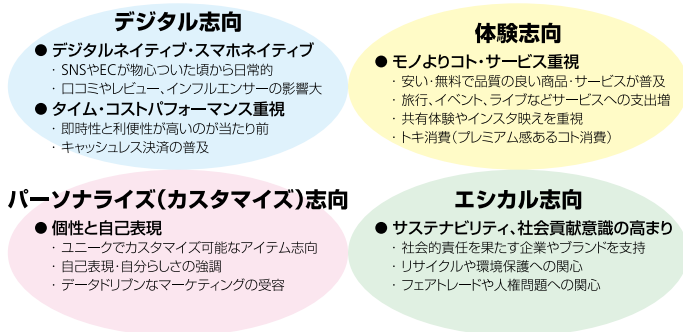 デジタル志向
● デジタルネイティブ・スマホネイティブ
・ SNSやECが物心ついた頃から日常的
・ 口コミやレビュー、インフルエンサーの影響大
● タイム・コストパフォーマンス重視
・ 即時性と利便性が高いのが当たり前
・ キャッシュレス決済の普及
体験志向
● モノよりコト・サービス重視
・ 安い・無料で品質の良い商品・サービスが普及
・ 旅行、イベント、ライブなどサービスへの支出増
・ 共有体験やインスタ映えを重視
・ トキ消費（プレミアム感あるコト消費）
パーソナライズ（カスタマイズ）志向
● 個性と自己表現
・ ユニークでカスタマイズ可能なアイテム志向
・ 自己表現・自分らしさの強調
・ データドリブンなマーケティングの受容
エシカル志向
● サステナビリティ、社会貢献意識の高まり
・ 社会的責任を果たす企業やブランドを支持
・ リサイクルや環境保護への関心
・ フェアトレードや人権問題への関心